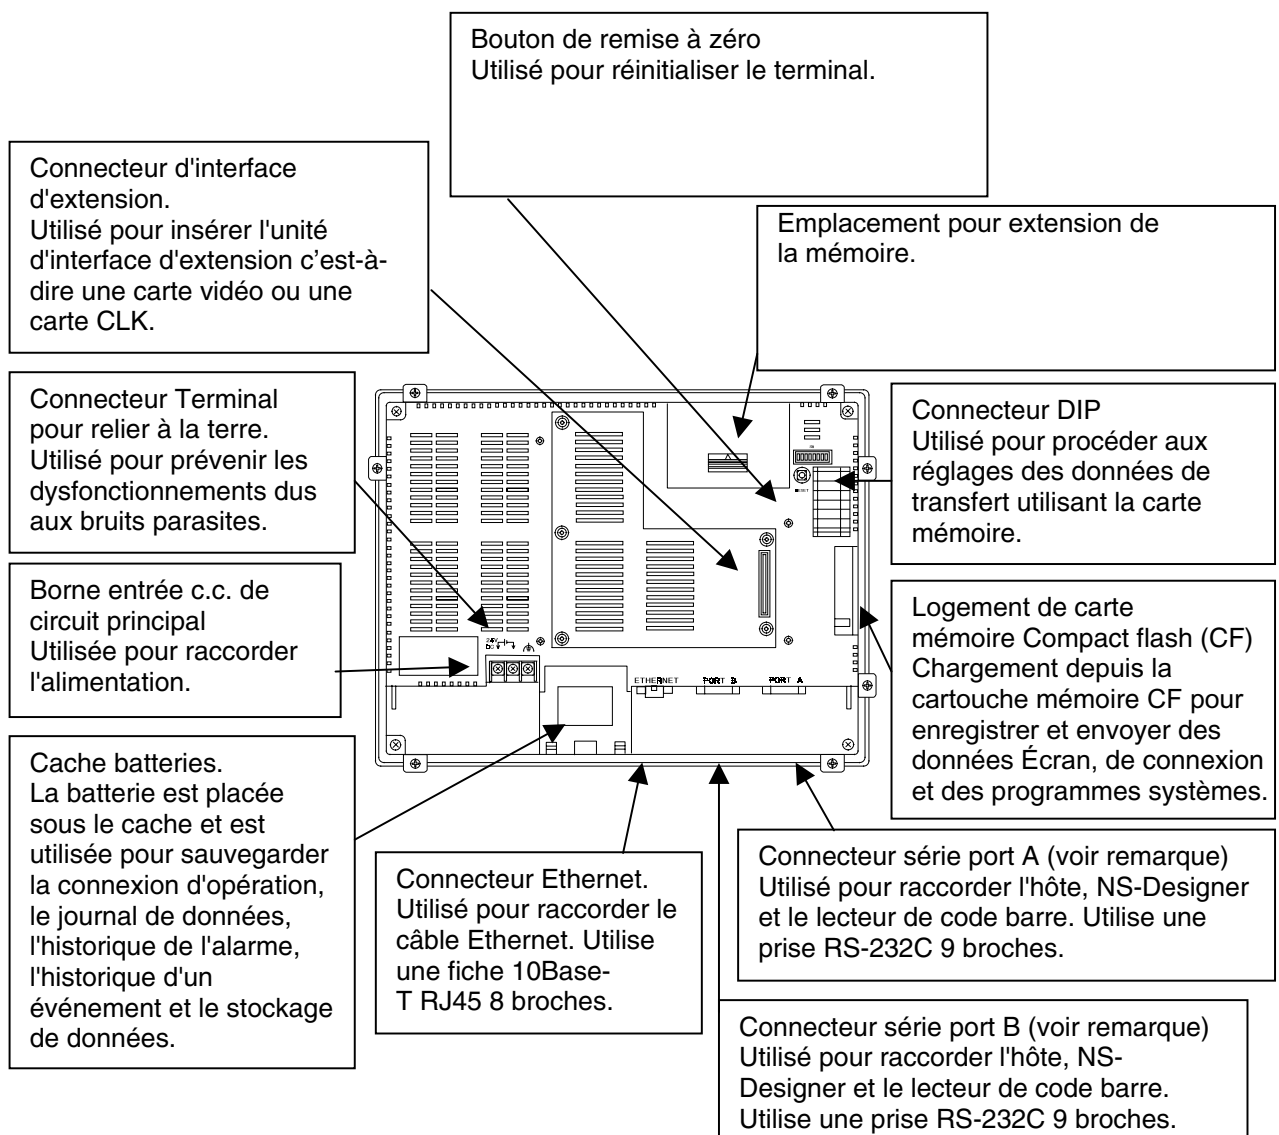 Bouton de remise à zéro
Utilisé pour réinitialiser le terminal.
Connecteur d'interface
d'extension.
Utilisé pour insérer l'unité
d'interface d'extension c'est-à-
dire une carte vidéo ou une
carte CLK.
Emplacement pour extension de
la mémoire.
Connecteur Terminal
pour relier à la terre.
Utilisé pour prévenir les
dysfonctionnements dus
aux bruits parasites.
Connecteur DIP
Utilisé pour procéder aux
réglages des données de
transfert utilisant la carte
mémoire.
Borne entrée c.c. de
circuit principal
Utilisée pour raccorder
l'alimentation.
Logement de carte
mémoire Compact flash (CF)
Chargement depuis la
cartouche mémoire CF pour
enregistrer et envoyer des
données Écran, de connexion
et des programmes systèmes.
RESET
24V
DC
ETHERNET
PORT B
PORT A
Cache batteries.
La batterie est placée
sous le cache et est
utilisée pour sauvegarder
la connexion d'opération,
le journal de données,
l'historique de l'alarme,
l'historique d'un
événement et le stockage
de données.
Connecteur Ethernet.
Utilisé pour raccorder le
câble Ethernet. Utilise
une fiche 10Base-
T RJ45 8 broches.
Connecteur série port A (voir remarque)
Utilisé pour raccorder l'hôte, NS-Designer
et le lecteur de code barre. Utilise une
prise RS-232C 9 broches.
Connecteur série port B (voir remarque)
Utilisé pour raccorder l'hôte, NS-
Designer et le lecteur de code barre.
Utilise une prise RS-232C 9 broches.